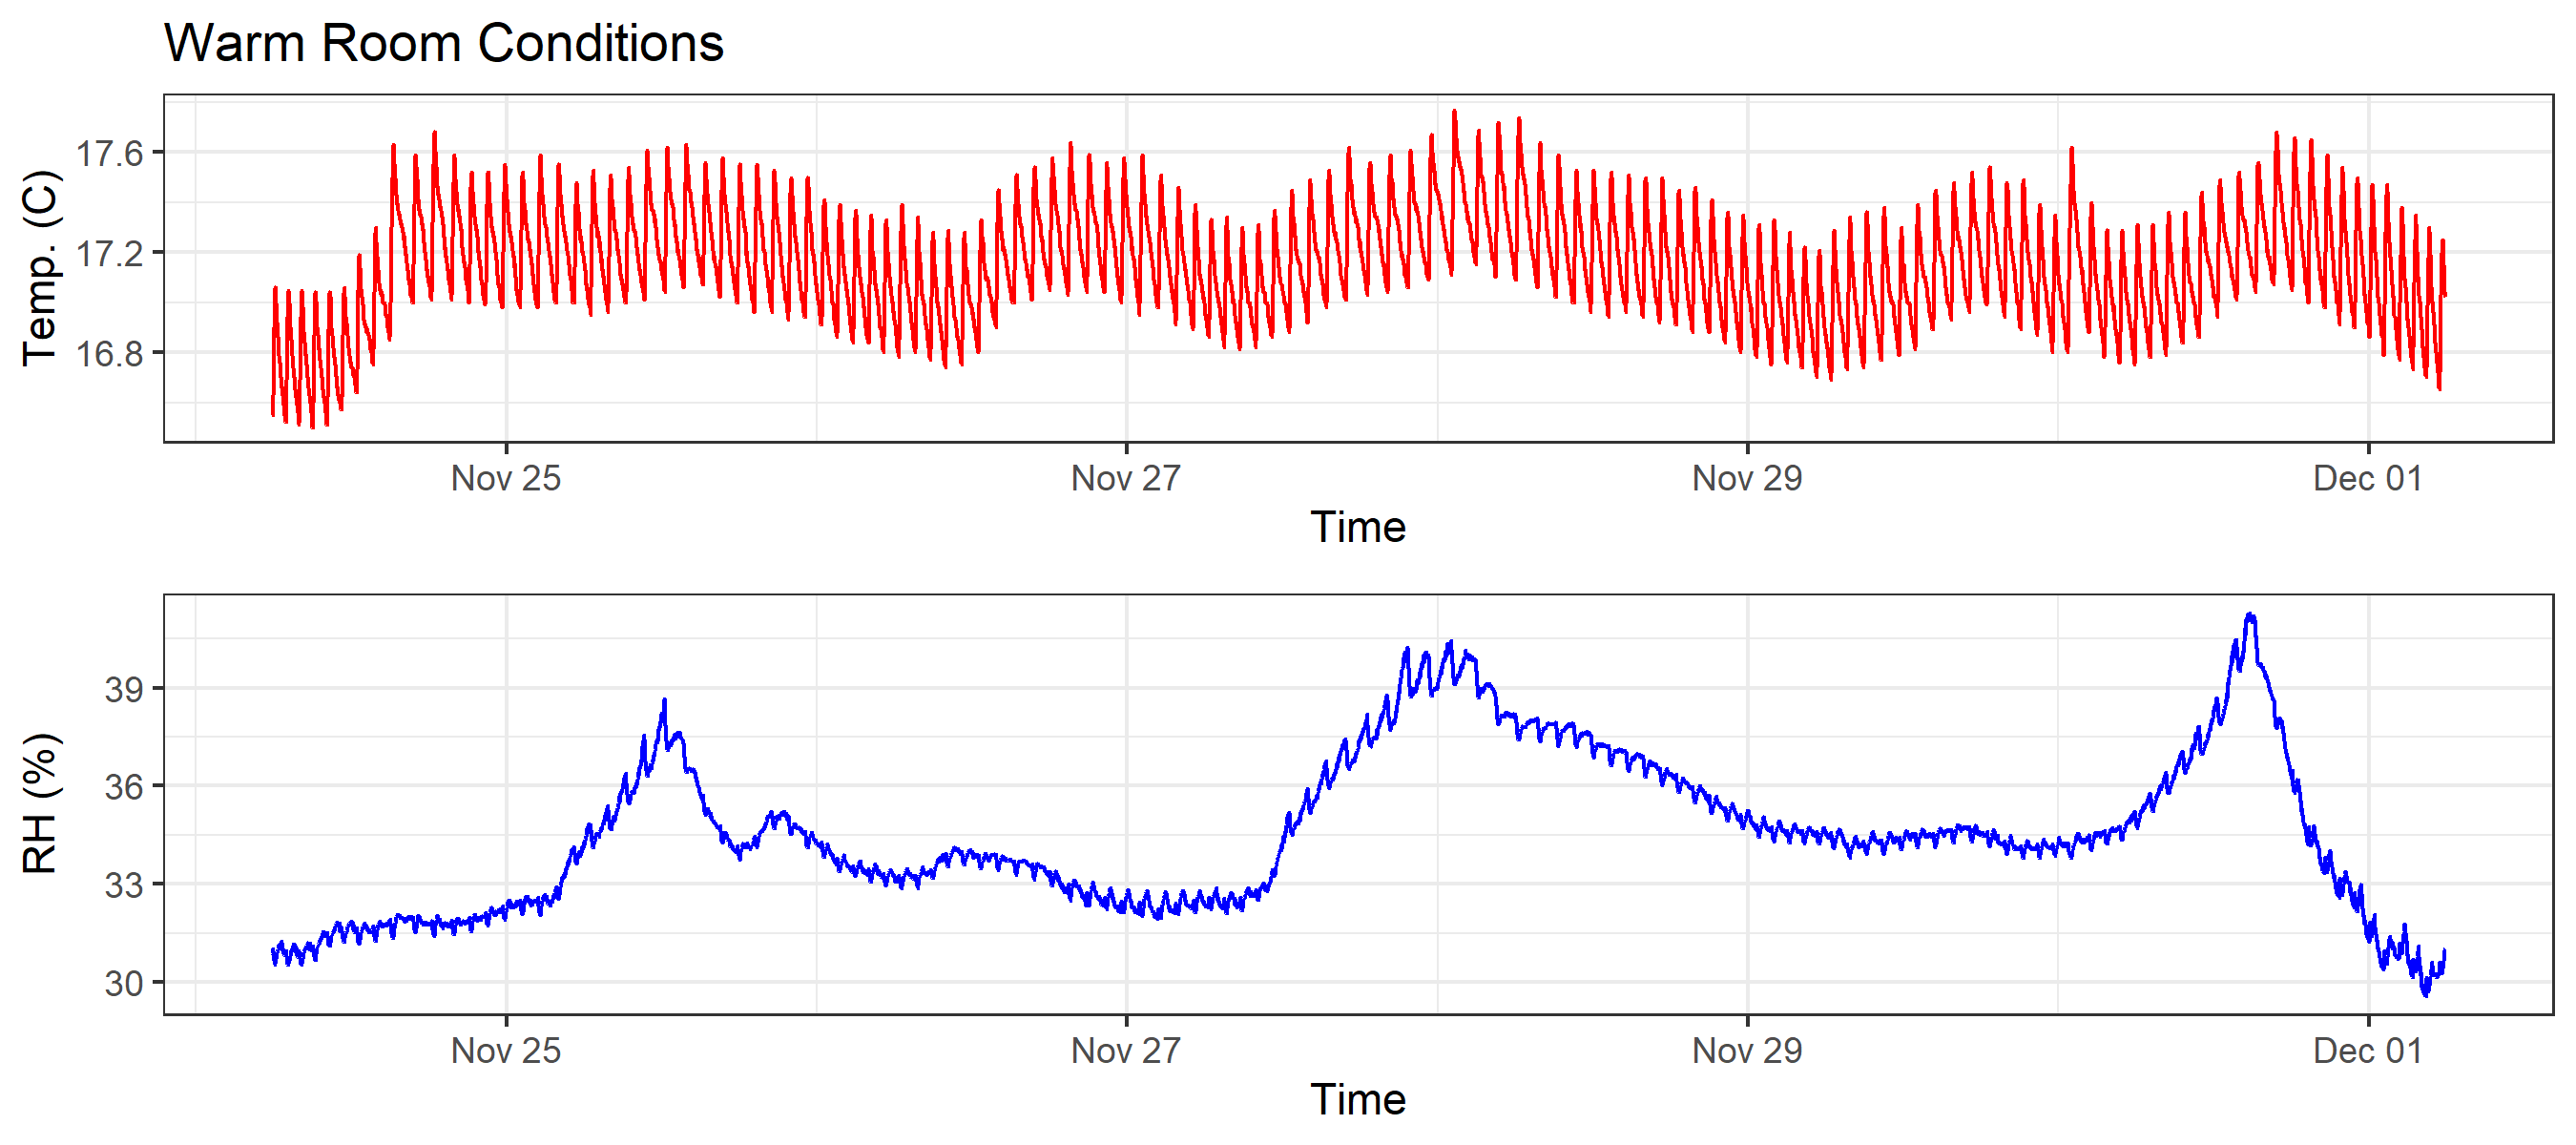 Warm Room Conditions
Temp. (C)
17.6
17.2
16.8
Nov 25 Nov 27 Nov 29 Dec 01
Time
RH (%)
39
36
33
30
Nov 25 Nov 27 Nov 29 Dec 01
Time